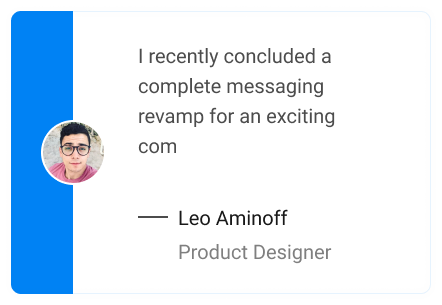 I recently concluded a
complete messaging
revamp for an exciting
com
Leo Aminoff
Product Designer